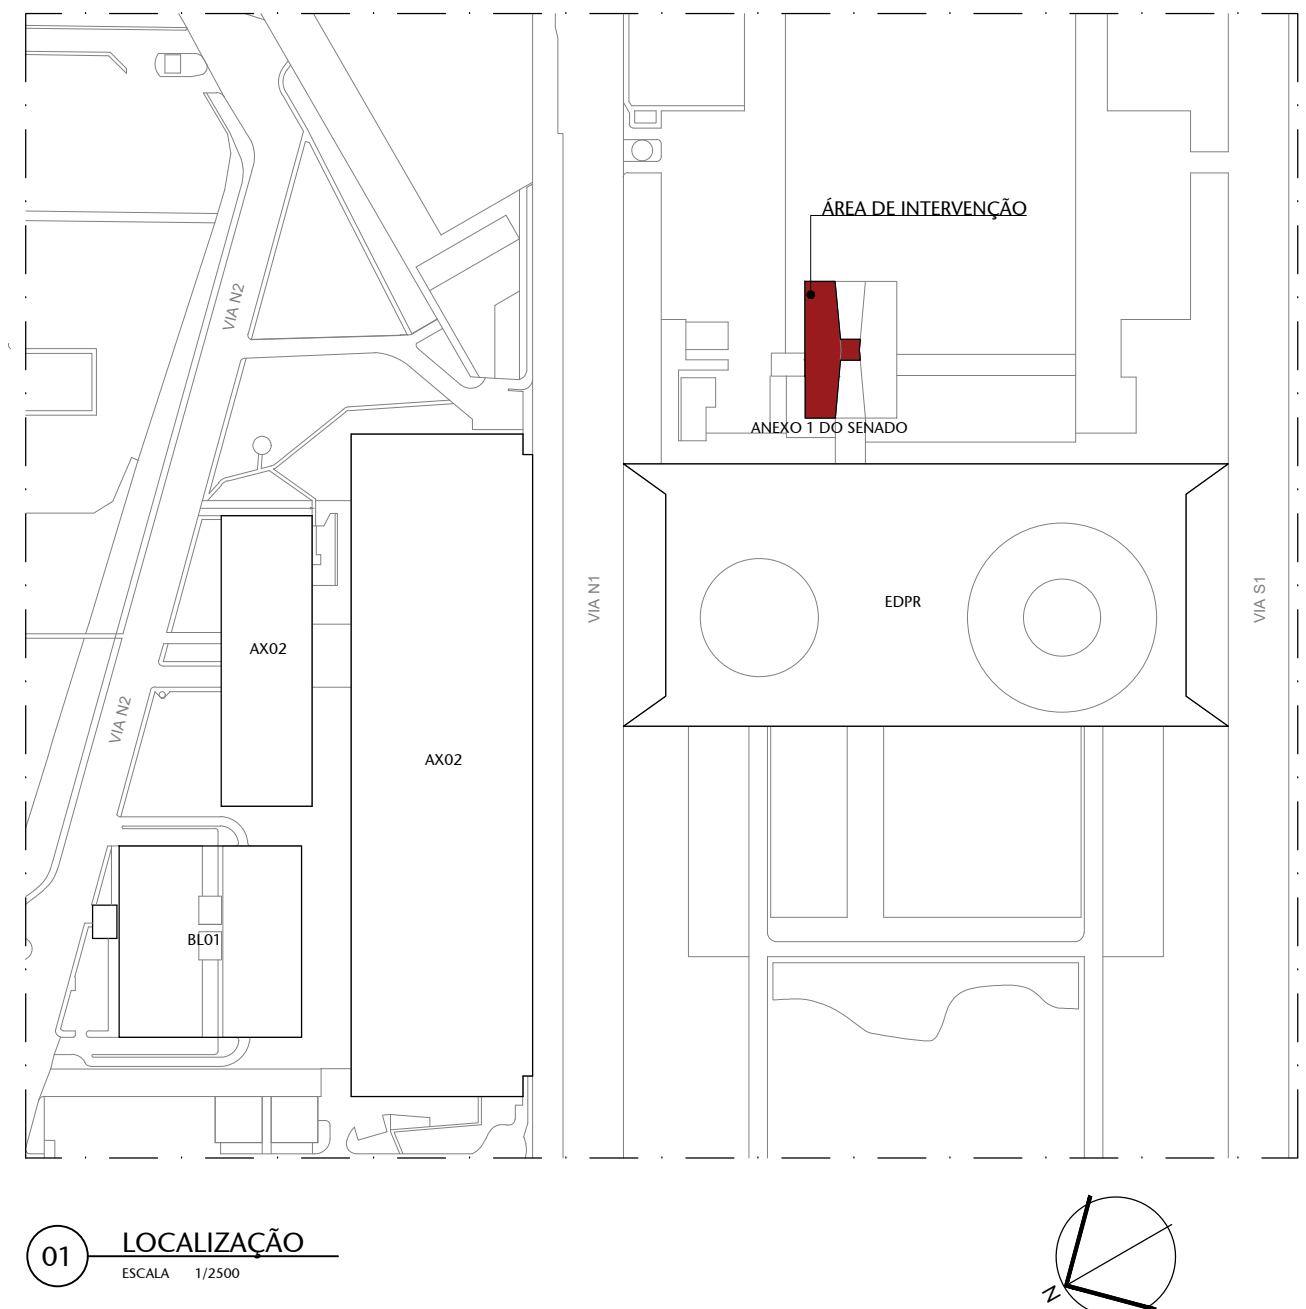 ÁREA DE INTERVENÇÃO
VIA N2
ANEXO 1 DO SENADO
VIA N1
EDPR
VIA S1
AX02
VIA N2
AX02
BL01
01
LOCALIZAÇÃO
ESCALA 1/2500
N